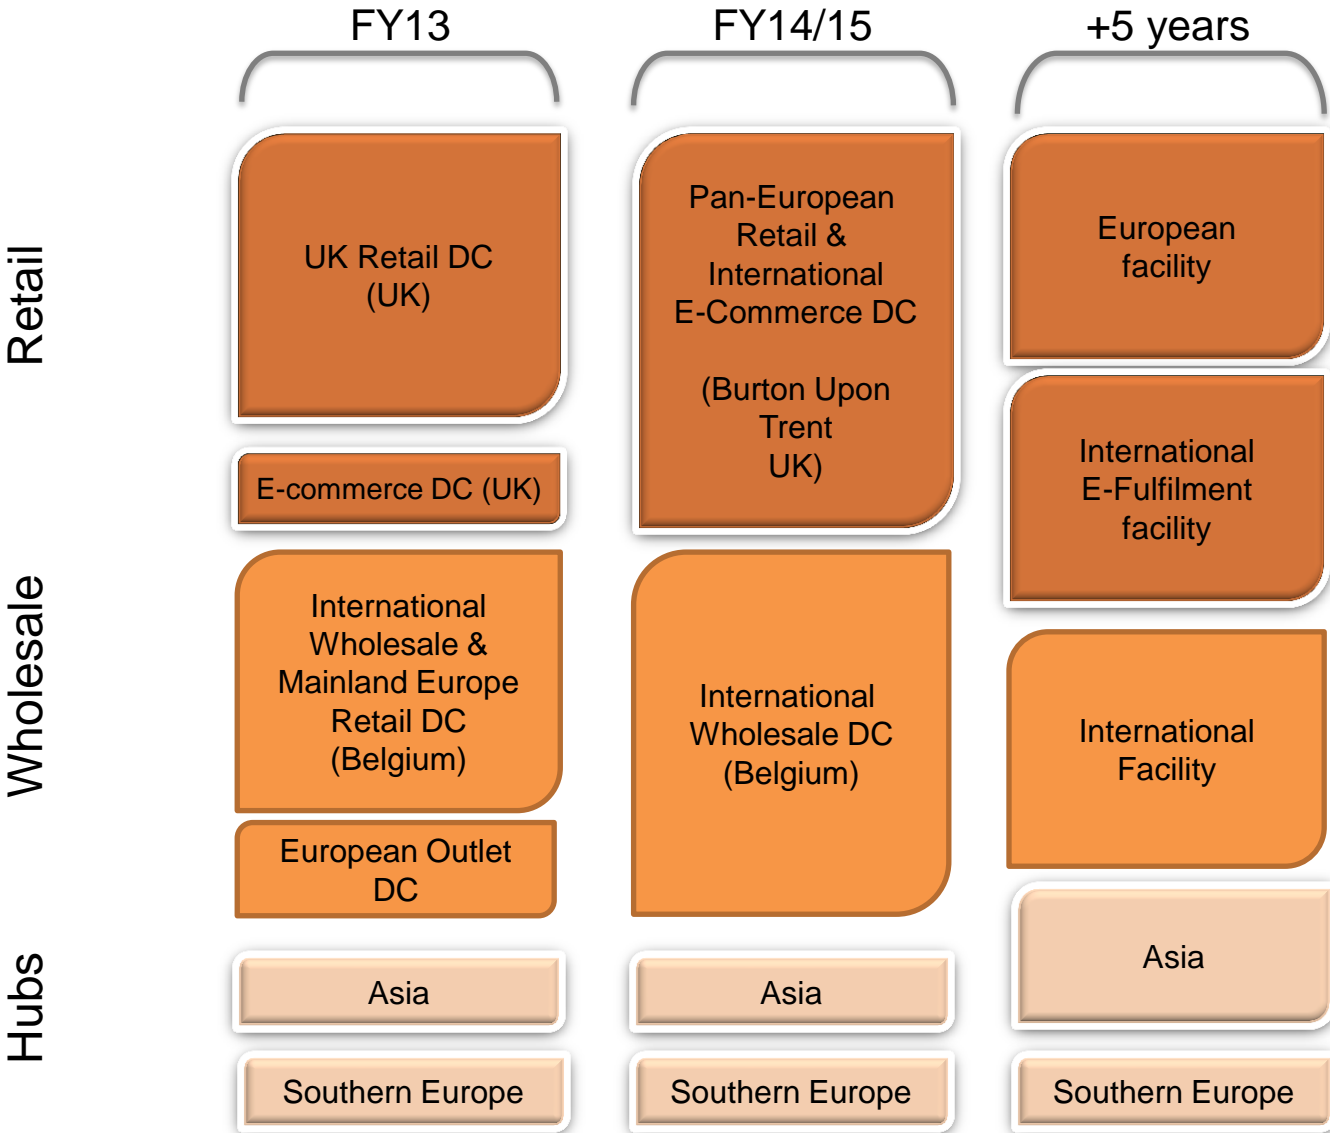 FY13
FY14/15
+5 years
Retail
UK Retail DC
(UK)
E-commerce DC (UK)
Pan-European
Retail &
International
E-Commerce DC
(Burton Upon
Trent
UK)
European
facility
International
E-Fulfilment
facility
Wholesale
International
Wholesale &
Mainland Europe
Retail DC
(Belgium)
European Outlet
DC
International
Wholesale DC
(Belgium)
International
Facility
Hubs
Asia
Asia
Asia
Southern Europe
Southern Europe
Southern Europe